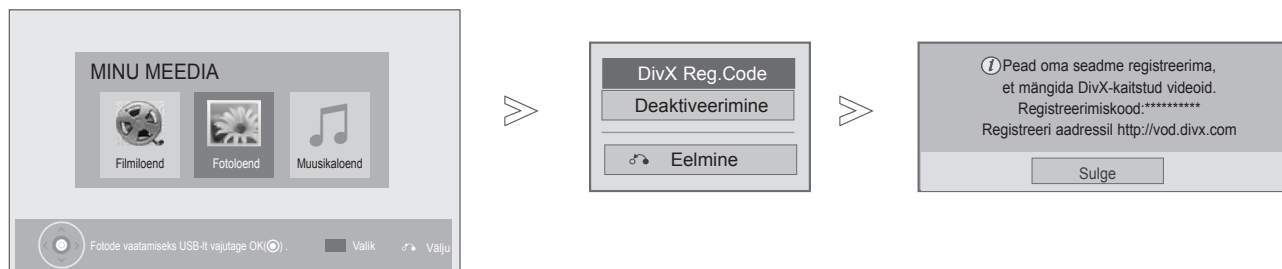 MINU MEEDIA
Filmiloend
Fotoloend
Muusikaloend
Fotode vaatamiseks USB-lt vajutage OK(◉) .
Valik
Välju
DivX Reg.Code
Deaktiveerimine
Eelmine
Pead oma seadme registreerima,
et mängida DivX-kaitstud videoid.
Registreerimiskood:**********
Registreeri aadressil http://vod.divx.com
Sulge